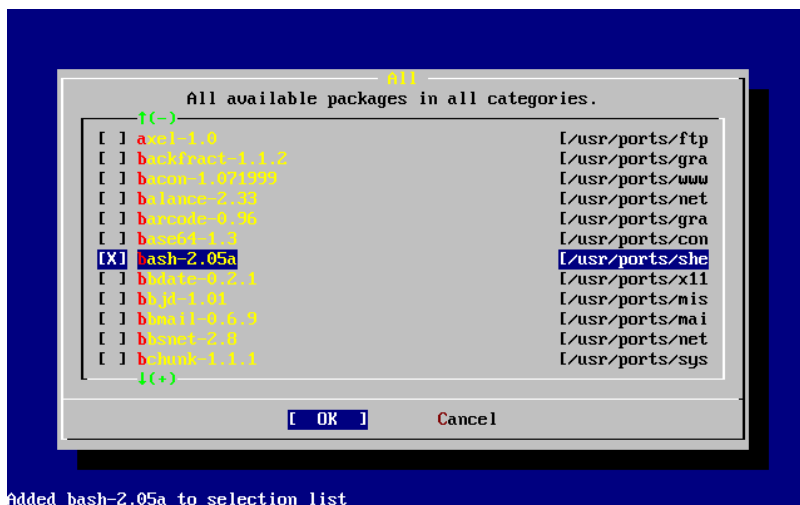 All
All available packages in all categories.
↑(-)
[ ] axel-1.0 [/usr/ports/ftp
[ ] backfract-1.1.2 [/usr/ports/gra
[ ] bacon-1.071999 [/usr/ports/www
[ ] balance-2.33 [/usr/ports/net
[ ] barcode-0.96 [/usr/ports/gra
[ ] base64-1.3 [/usr/ports/con
[X] bash-2.05a [/usr/ports/she
[ ] bbdate-0.2.1 [/usr/ports/x11
[ ] bbjd-1.01 [/usr/ports/mis
[ ] bbmail-0.6.9 [/usr/ports/mai
[ ] bbsnet-2.8 [/usr/ports/net
[ ] bchunk-1.1.1 [/usr/ports/sys
↓(+)
[ OK ] Cancel
Added bash-2.05a to selection list